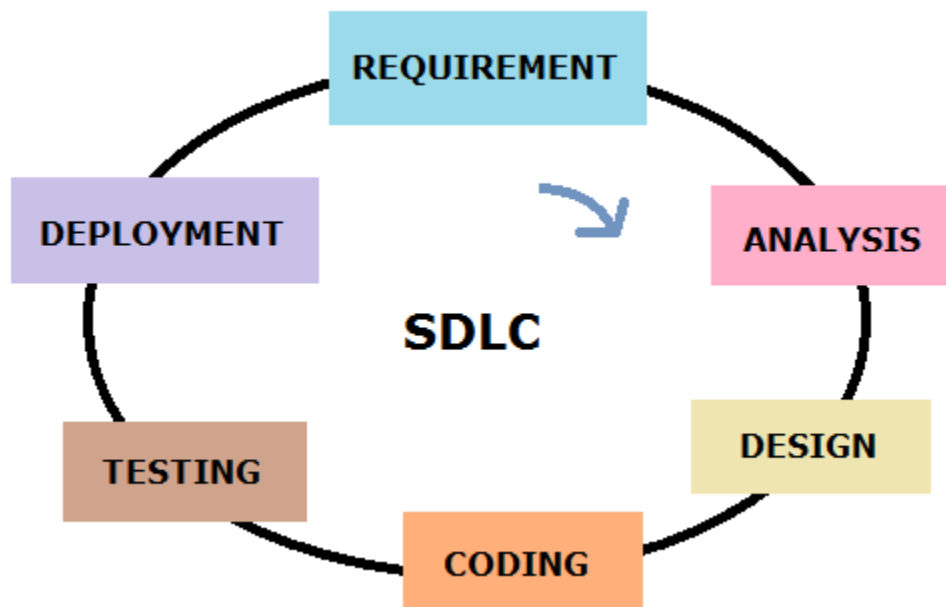 REQUIREMENT
ANALYSIS
DESIGN
CODING
TESTING
DEPLOYMENT
SDLC